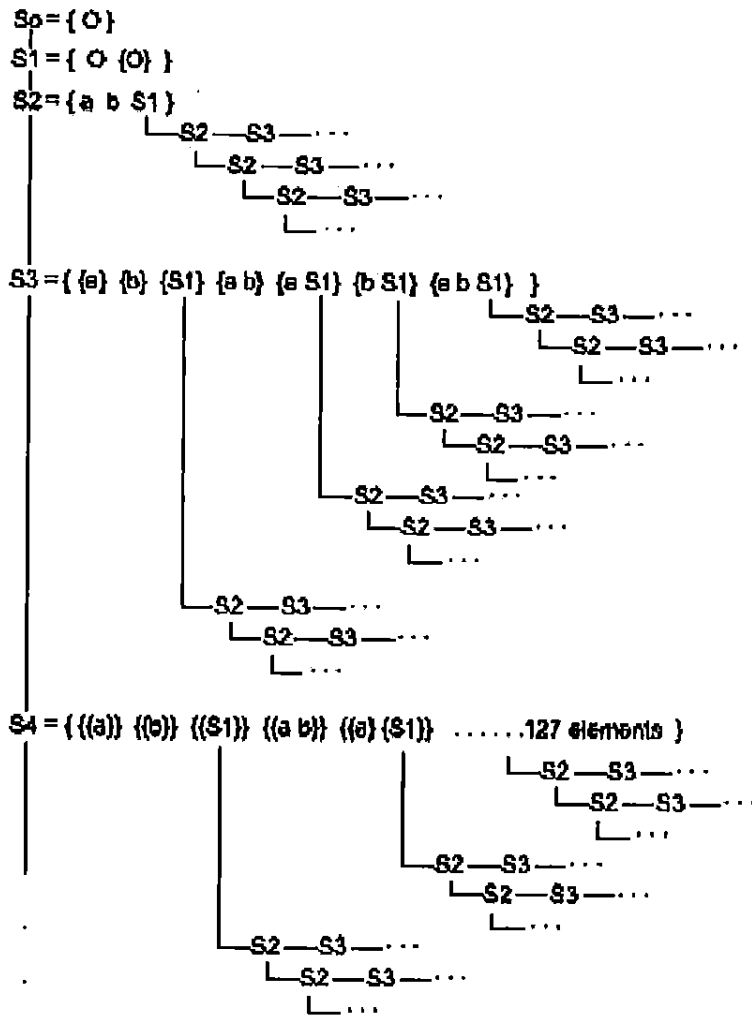 So = { O }
S1 = { O {O} }
S2 = { a b S1 }
S2 — S3 — ···
S2 — S3 — ···
S2 — S3 — ···
···
S3 = { {a} {b} {S1} {a b} {a S1} {b S1} {a b S1} }
S2 — S3 — ···
S2 — S3 — ···
···
S2 — S3 — ···
S2 — S3 — ···
···
S2 — S3 — ···
S2 — S3 — ···
···
S2 — S3 — ···
S2 — S3 — ···
···
S4 = { {{a}} {{b}} {{S1}} {{a b}} {{a} {S1}} ......127 elements }
S2 — S3 — ···
S2 — S3 — ···
···
S2 — S3 — ···
S2 — S3 — ···
···
S2 — S3 — ···
S2 — S3 — ···
···